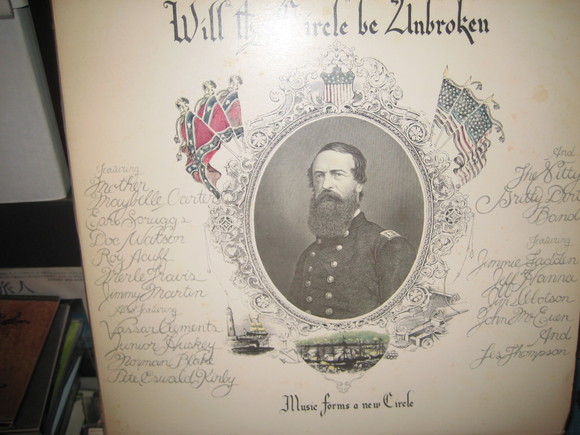 Will the Circle be Unbroken
featuring
Mother
Maybelle Carter
Earl Scruggs
Doc Watson
Roy Acuff
Merle Travis
Jimmy Martin
Also featuring
Vassar Clements
Junior Huskey
Norman Blake
Pete Oswald Kirby
And
The Nitty
Gritty Dirt
Band
featuring
Jimmie Fadden
Jeff Hanna
Jim Ibbotson
John McEuen
And
Les Thompson
Music forms a new Circle